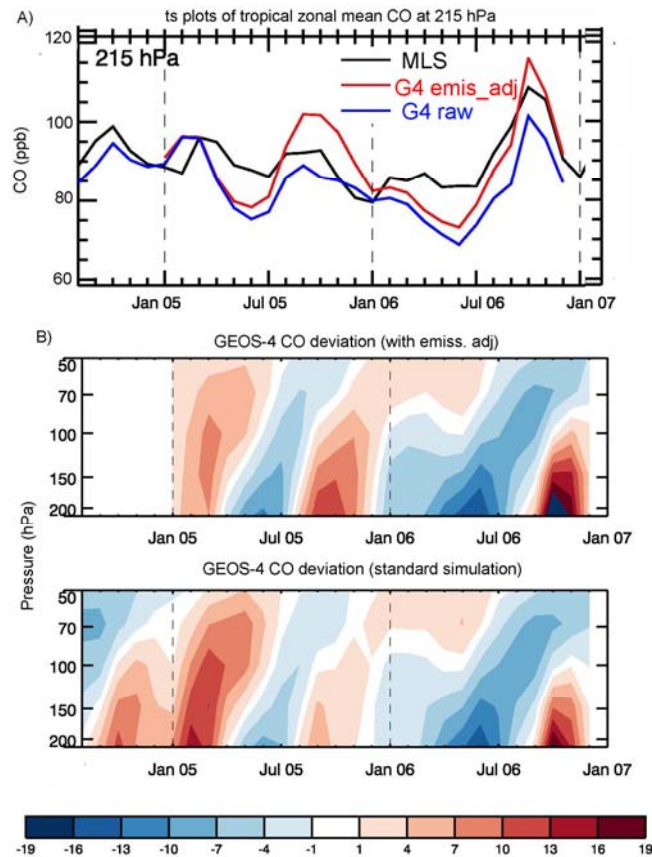 A)
ts plots of tropical zonal mean CO at 215 hPa
120
100
80
60
CO (ppb)
215 hPa
MLS
G4 emis_adj
G4 raw
Jan 05 Jul 05 Jan 06 Jul 06 Jan 07
B)
GEOS-4 CO deviation (with emiss. adj)
50
70
100
150
200
Jan 05 Jul 05 Jan 06 Jul 06 Jan 07
Pressure (hPa)
GEOS-4 CO deviation (standard simulation)
50
70
100
150
200
Jan 05 Jul 05 Jan 06 Jul 06 Jan 07
-19 -16 -13 -10 -7 -4 -1 1 4 7 10 13 16 19